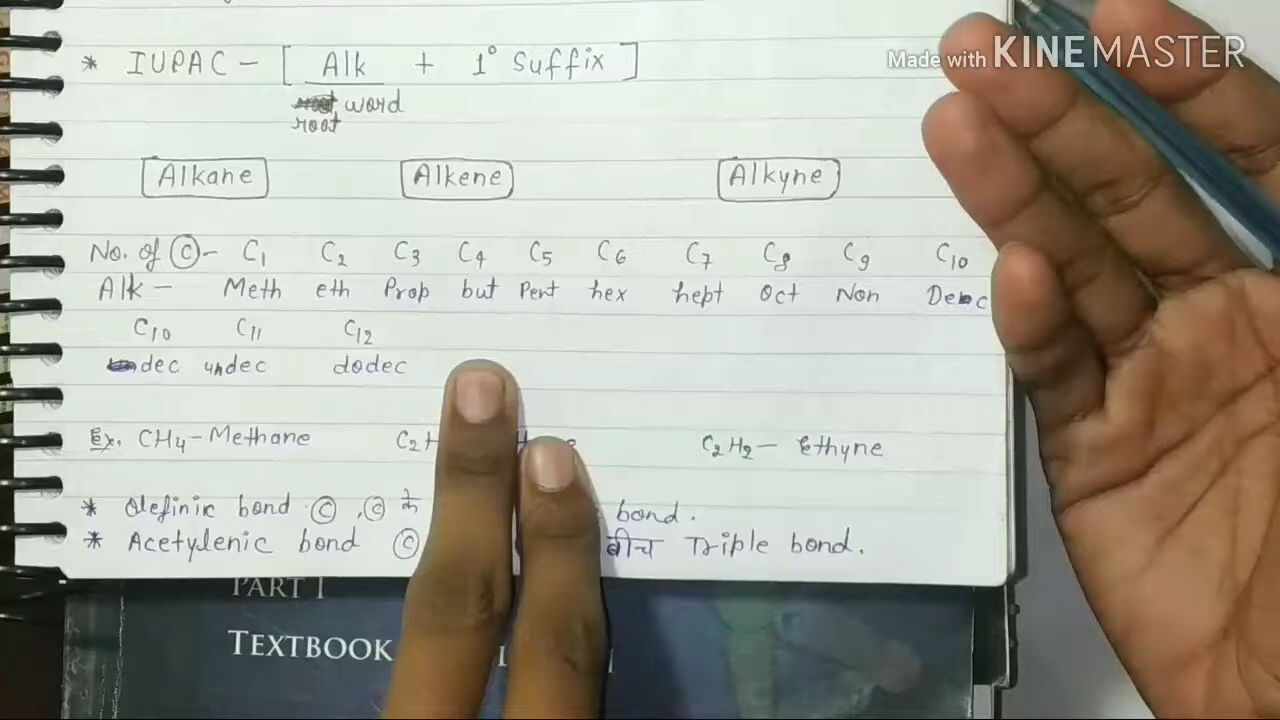 Made with KINEMASTER
* IUPAC - [ Alk + 1° Suffix ]
word
root
Alkane Alkene Alkyne
No. of C - C1 C2 C3 C4 C5 C6 C7 C8 C9 C10
Alk - Meth eth Prop but Pent hex hept Oct Non Dec
C10 C11 C12
dec undec dodec
Ex. CH4 - Methane C2H C2H2 - Ethyne
* Olefinic bond C , C के bond.
* Acetylenic bond C बीच Triple bond.
PART I
TEXTBOOK